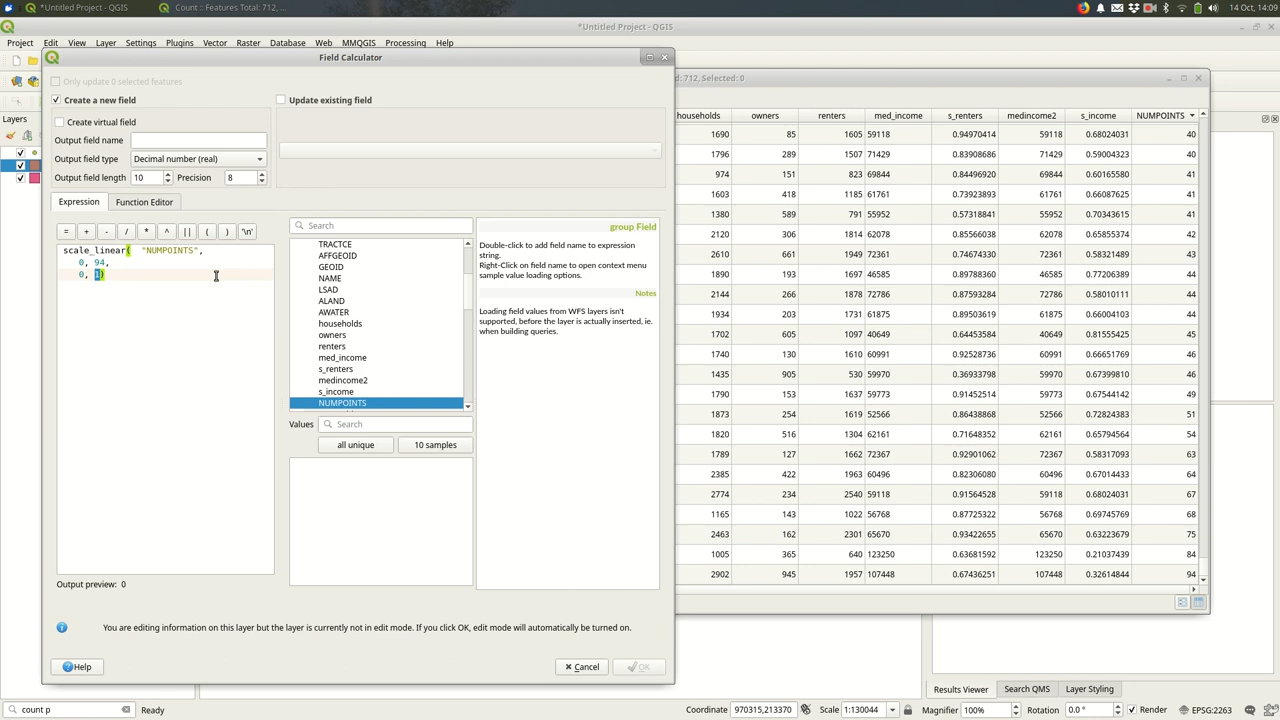 *Untitled Project - QGIS
Count :: Features Total: 712, ...
14 Oct, 14:09
*Untitled Project - QGIS
Project Edit View Layer Settings Plugins Vector Raster Database Web MMQGIS Processing Help
Field Calculator
d: 712, Selected: 0
Only update 0 selected features
Create a new field
Update existing field
Create virtual field
Output field name
Output field type Decimal number (real)
Output field length 10 Precision 8
Layers
Expression Function Editor
= + - / * ^ || ( ) '\n'
scale_linear( "NUMPOINTS",
0, 94,
0, 1)
Output preview: 0
Search
TRACTCE
AFFGEOID
GEOID
NAME
LSAD
ALAND
AWATER
households
owners
renters
med_income
s_renters
medincome2
s_income
NUMPOINTS
Values Search
all unique 10 samples
group Field
Double-click to add field name to expression
string.
Right-Click on field name to open context menu
sample value loading options.
Notes
Loading field values from WFS layers isn't
supported, before the layer is actually inserted, ie.
when building queries.
You are editing information on this layer but the layer is currently not in edit mode. If you click OK, edit mode will automatically be turned on.
Help Cancel OK
households owners renters med_income s_renters medincome2 s_income NUMPOINTS
1690 85 1605 59118 0.94970414 59118 0.68024031 40
1796 289 1507 71429 0.83908686 71429 0.59004323 40
974 151 823 69844 0.84496920 69844 0.60165580 41
1603 418 1185 61761 0.73923893 61761 0.66087625 41
1380 589 791 55952 0.57318841 55952 0.70343615 41
2120 306 1814 62078 0.85566038 62078 0.65855374 42
2610 661 1949 72361 0.74674330 72361 0.58321489 43
1890 193 1697 46585 0.89788360 46585 0.77206389 44
2144 266 1878 72786 0.87593284 72786 0.58010111 44
1934 203 1731 61875 0.89503619 61875 0.66004103 44
1702 605 1097 40649 0.64453584 40649 0.81555425 45
1740 130 1610 60991 0.92528736 60991 0.66651769 46
1435 905 530 59970 0.36933798 59970 0.67399810 46
1790 153 1637 59773 0.91452514 59773 0.67544149 49
1873 254 1619 52566 0.86438868 52566 0.72824383 51
1820 516 1304 62161 0.71648352 62161 0.65794564 54
1789 127 1662 72367 0.92901062 72367 0.58317093 63
2385 422 1963 60496 0.82306080 60496 0.67014433 64
2774 234 2540 59118 0.91564528 59118 0.68024031 67
1165 143 1022 56768 0.87725322 56768 0.69745769 68
2463 162 2301 65670 0.93422655 65670 0.63223679 75
1005 365 640 123250 0.63681592 123250 0.21037439 84
2902 945 1957 107448 0.67436251 107448 0.32614844 94
Results Viewer Search QMS Layer Styling
count p Ready Coordinate 970315,213370 Scale 1:130044 Magnifier 100% Rotation 0.0 ° Render EPSG:2263